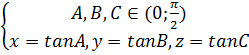 A,B,C ∈ (0;π/2)
x = tanA, y = tanB, z = tanC